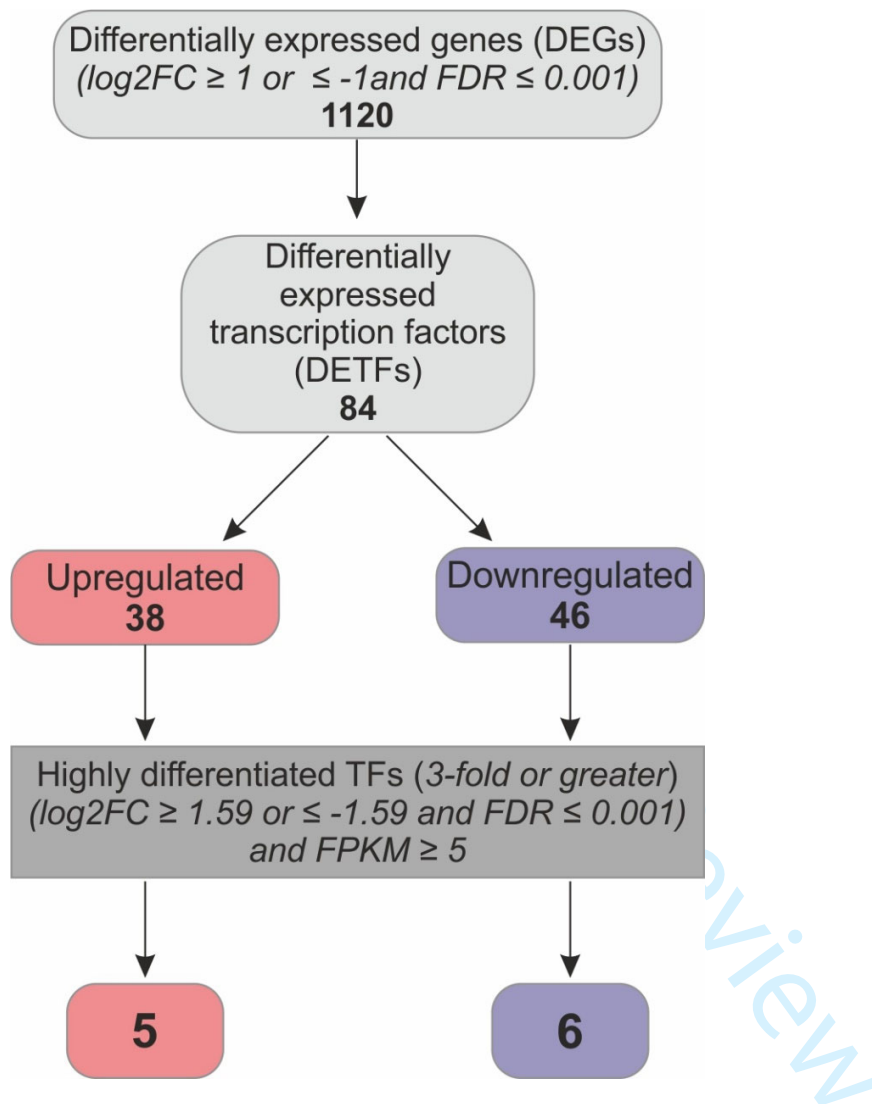 Differentially expressed genes (DEGs)
(log2FC ≥ 1 or ≤ -1and FDR ≤ 0.001)
1120
Differentially
expressed
transcription factors
(DETFs)
84
Upregulated
38
Downregulated
46
Highly differentiated TFs (3-fold or greater)
(log2FC ≥ 1.59 or ≤ -1.59 and FDR ≤ 0.001)
and FPKM ≥ 5
5
6